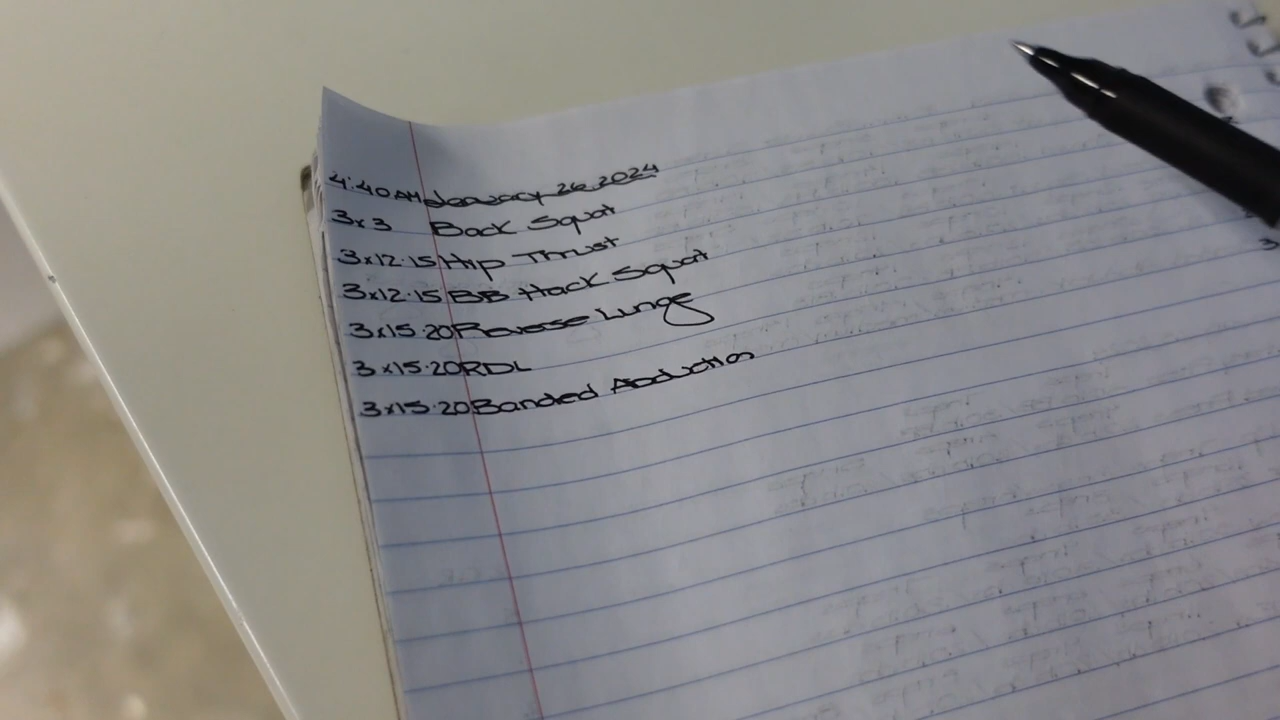 4:40 AM January 26 2024
3x3 Back Squat
3x12-15 Hip Thrust
3x12-15 BB Hack Squat
3x15-20 Reverse Lunge
3x15-20 RDL
3x15-20 Banded Abduction
3